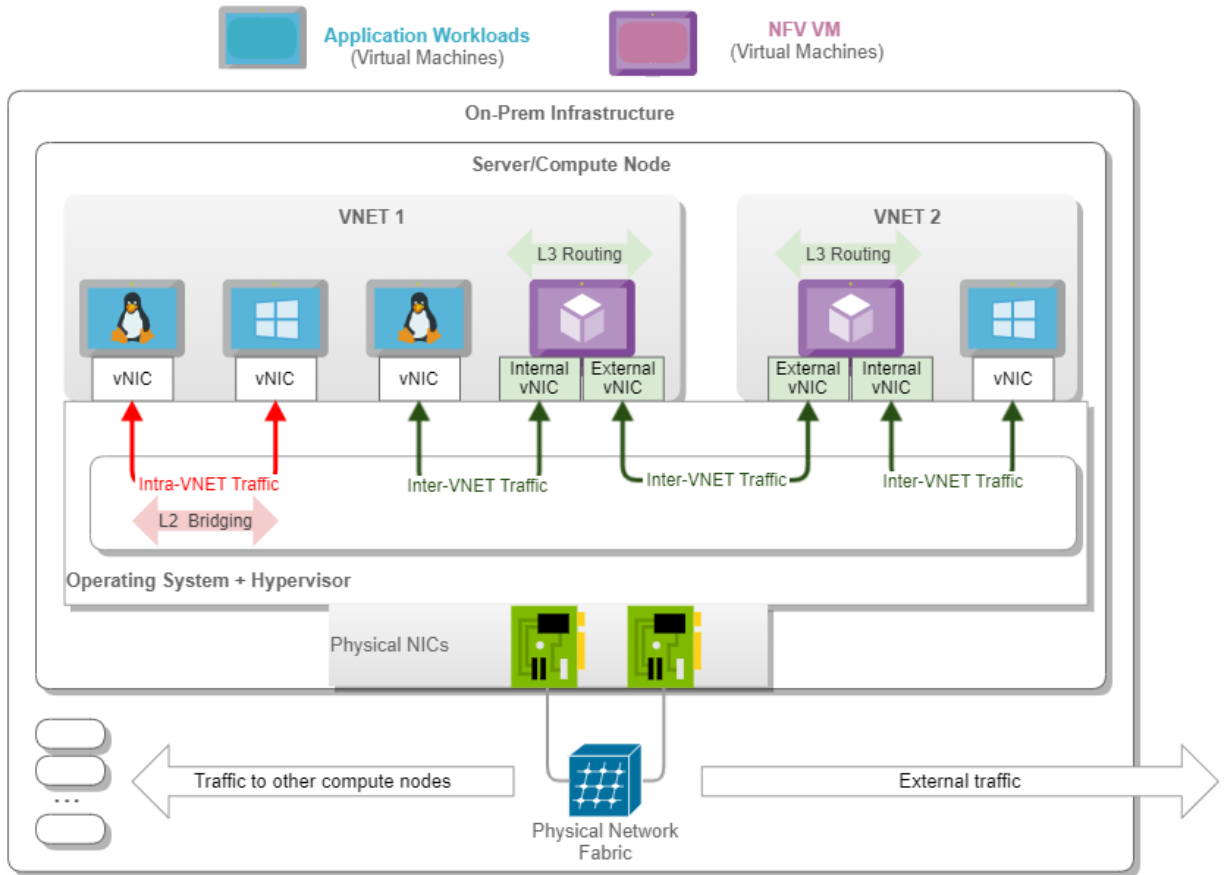 Application Workloads
(Virtual Machines)
NFV VM
(Virtual Machines)
On-Prem Infrastructure
Server/Compute Node
VNET 1
VNET 2
L3 Routing
L3 Routing
vNIC
vNIC
vNIC
Internal
vNIC
External
vNIC
External
vNIC
Internal
vNIC
vNIC
Intra-VNET Traffic
Inter-VNET Traffic
Inter-VNET Traffic
Inter-VNET Traffic
L2 Bridging
Operating System + Hypervisor
Physical NICs
Traffic to other compute nodes
External traffic
...
Physical Network
Fabric